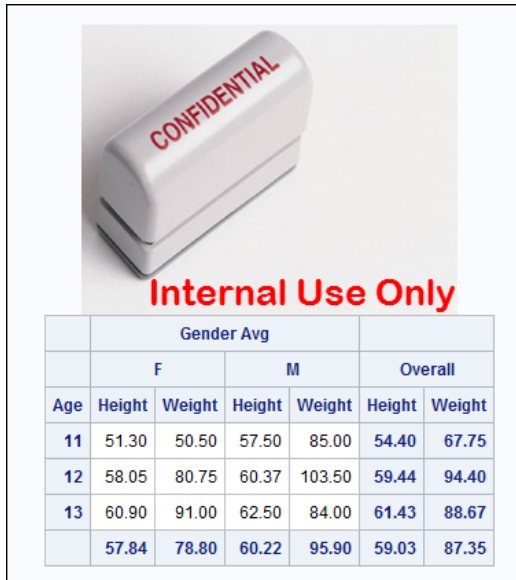 CONFIDENTIAL
Internal Use Only
Gender Avg
F M Overall
Age Height Weight Height Weight Height Weight
11 51.30 50.50 57.50 85.00 54.40 67.75
12 58.05 80.75 60.37 103.50 59.44 94.40
13 60.90 91.00 62.50 84.00 61.43 88.67
57.84 78.80 60.22 95.90 59.03 87.35